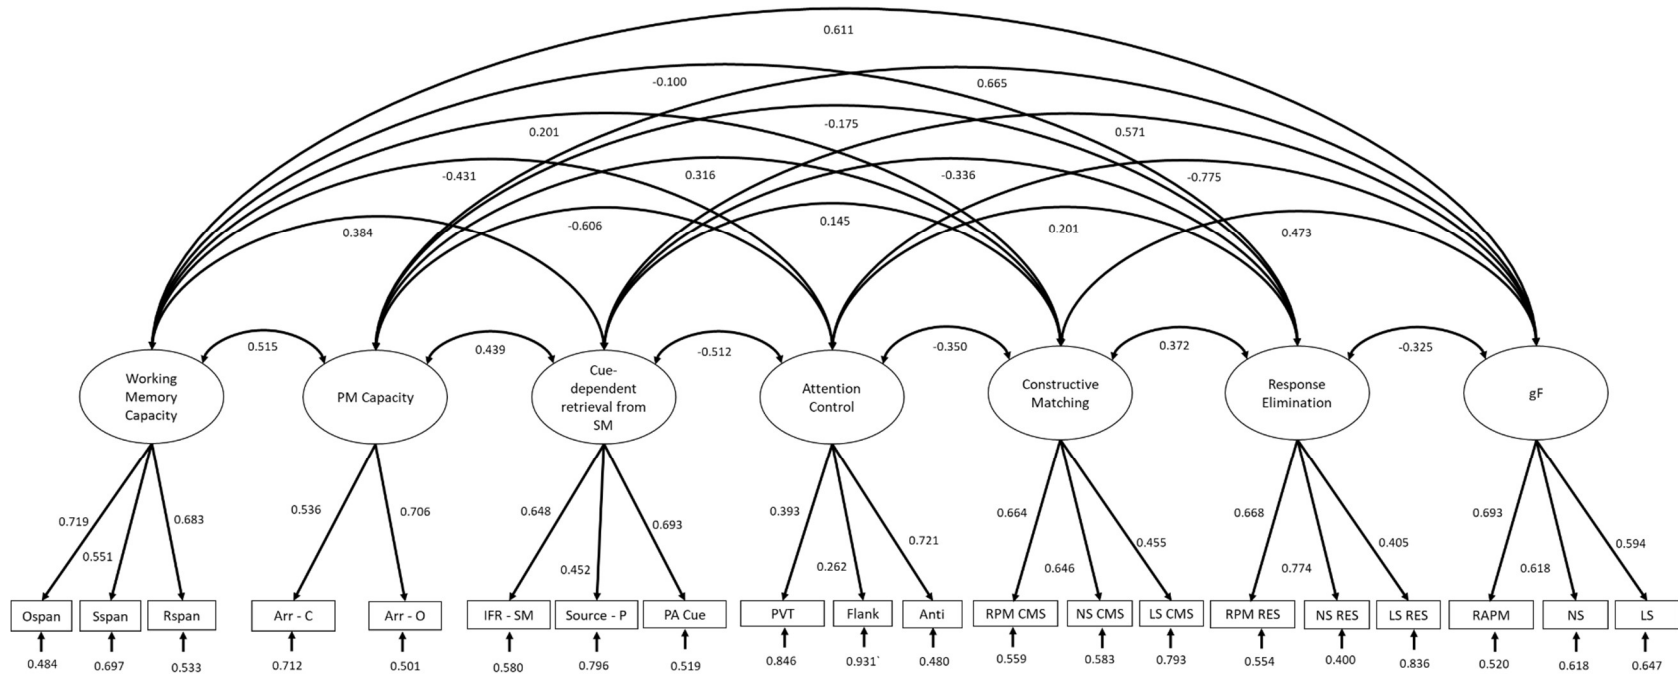 0.611
-0.100 0.665
0.201 -0.175 0.571
-0.431 0.316 -0.336 -0.775
0.384 -0.606 0.145 0.201 0.473
0.515 0.439 -0.512 -0.350 0.372 -0.325
Working
Memory
Capacity
PM Capacity
Cue-
dependent
retrieval from
SM
Attention
Control
Constructive
Matching
Response
Elimination
gF
0.719 0.551 0.683
0.536 0.706
0.648 0.452 0.693
0.393 0.262 0.721
0.664 0.646 0.455
0.668 0.774 0.405
0.693 0.618 0.594
Ospan Sspan Rspan Arr - C Arr - O IFR - SM Source - P PA Cue PVT Flank Anti RPM CMS NS CMS LS CMS RPM RES NS RES LS RES RAPM NS LS
0.484 0.697 0.533 0.712 0.501 0.580 0.796 0.519 0.846 0.931` 0.480 0.559 0.583 0.793 0.554 0.400 0.836 0.520 0.618 0.647